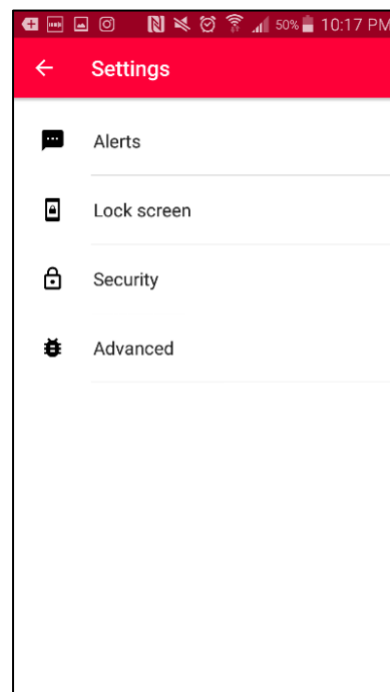 50% 10:17 PM
Settings
Alerts
Lock screen
Security
Advanced